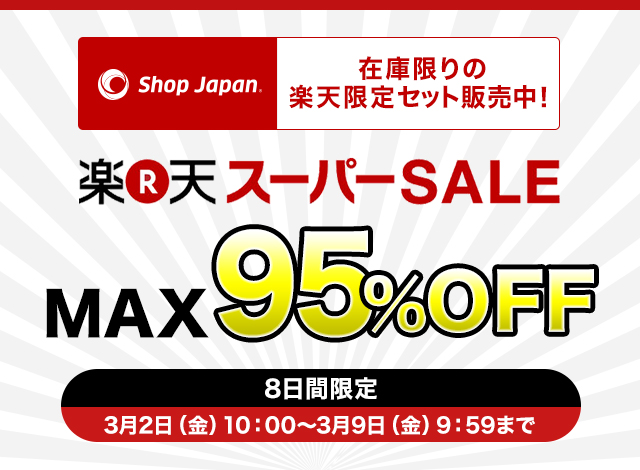 Shop Japan®
在庫限りの
楽天限定セット販売中！
楽R天スーパーSALE
MAX95%OFF
8日間限定
3月2日（金）10：00～3月9日（金）9：59まで